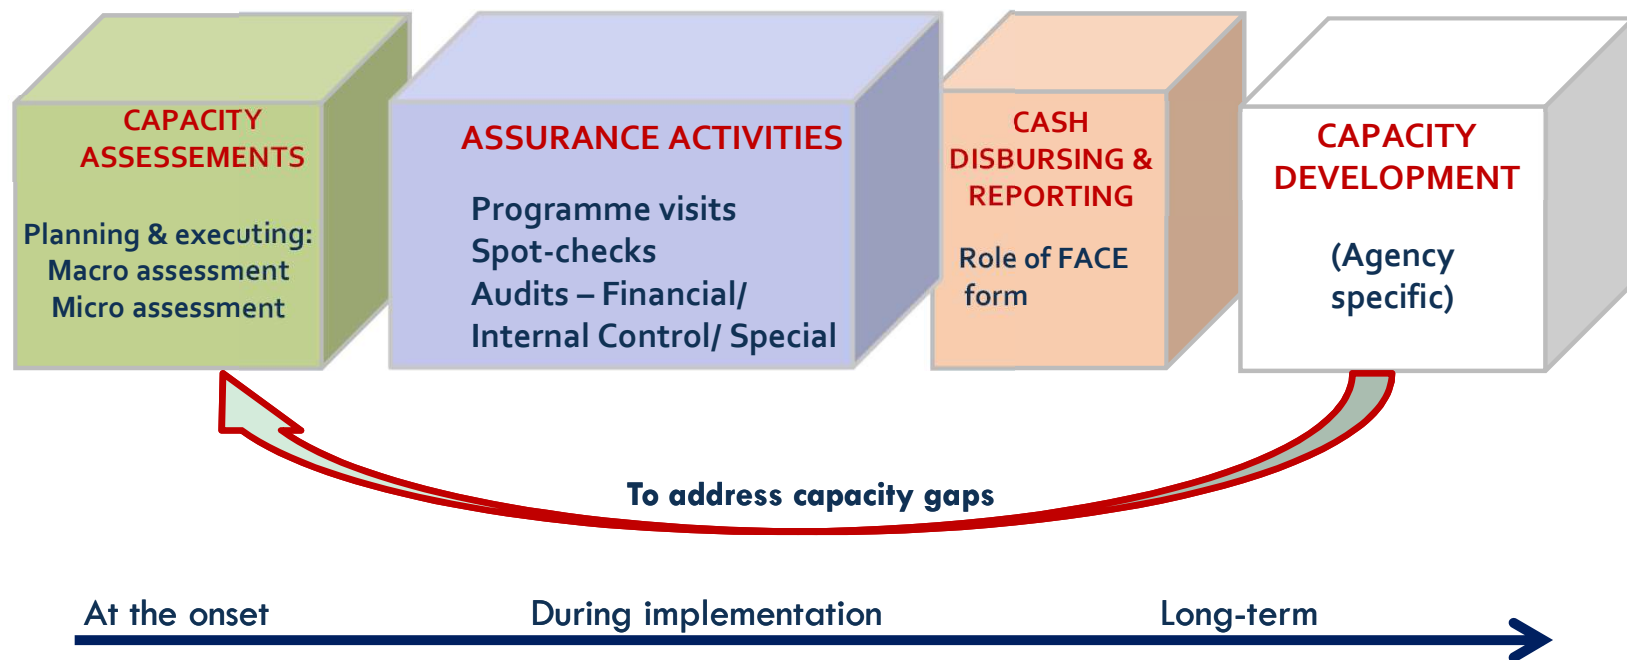 CAPACITY
ASSESSEMENTS
Planning & executing:
Macro assessment
Micro assessment
ASSURANCE ACTIVITIES
Programme visits
Spot-checks
Audits – Financial/
Internal Control/ Special
CASH
DISBURSING &
REPORTING
Role of FACE
form
CAPACITY
DEVELOPMENT
(Agency
specific)
To address capacity gaps
At the onset
During implementation
Long-term